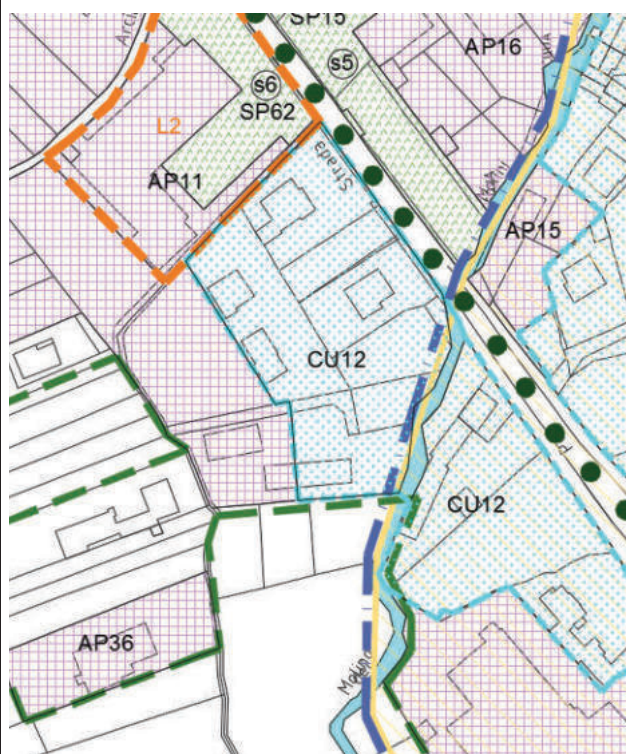 SP15
s5
s6
SP62
AP16
L2
AP11
Strada
AP15
CU12
CU12
AP36
P.
Molino